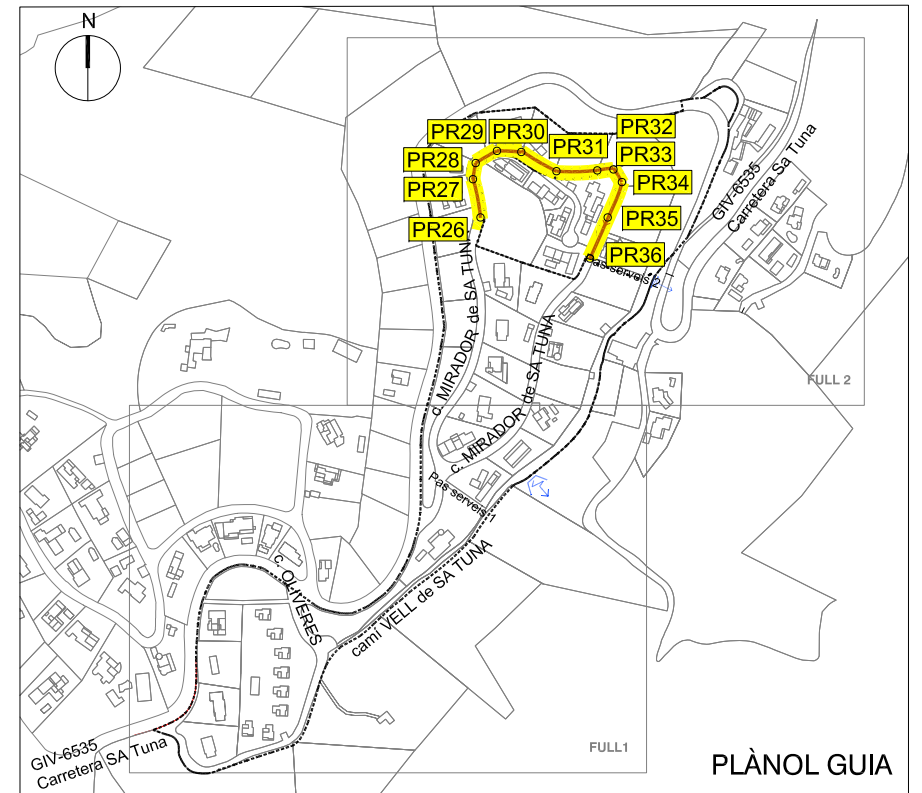 N
PR29
PR30
PR32
PR31
PR28
PR33
PR27
PR34
PR26
PR35
PR36
GIV-6535
Carretera Sa Tuna
Pas serveis 2
c. MIRADOR de SA TUNA
c. MIRADOR de SA TUNA
FULL 2
Pas serveis 1
c. OLIVERES
camí VELL de SA TUNA
GIV-6535
Carretera SA Tuna
FULL1
PLÀNOL GUIA